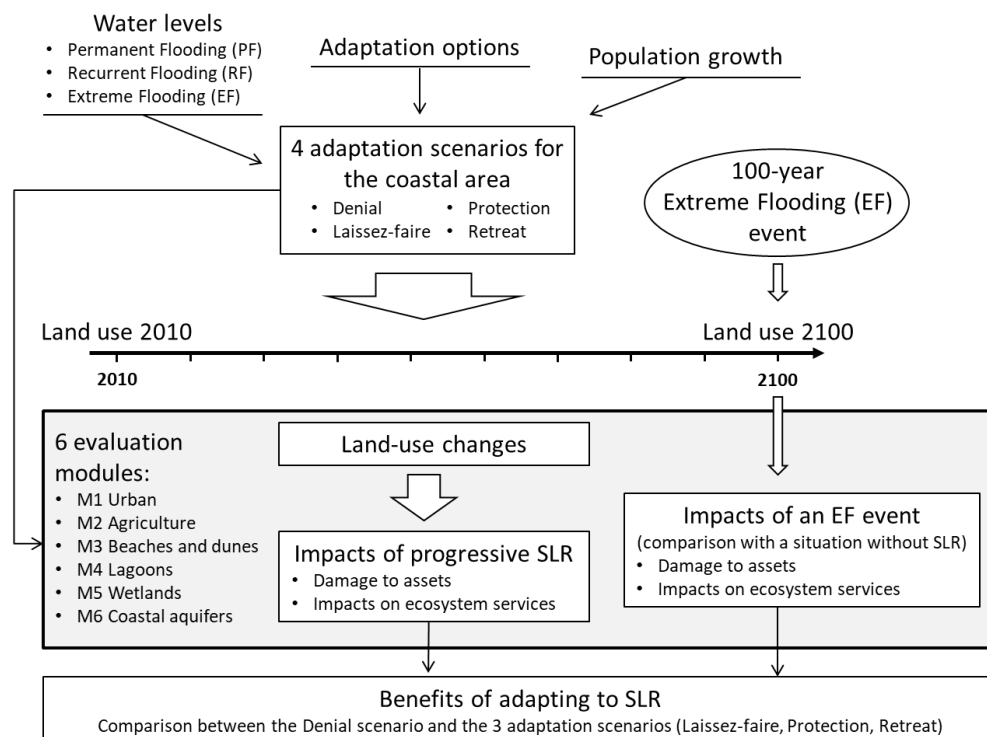 Water levels
• Permanent Flooding (PF)
• Recurrent Flooding (RF)
• Extreme Flooding (EF)
Adaptation options
Population growth
4 adaptation scenarios for
the coastal area
• Denial
• Protection
• Laissez-faire
• Retreat
100-year
Extreme Flooding (EF)
event
Land use 2010
Land use 2100
2010
2100
6 evaluation
modules:
• M1 Urban
• M2 Agriculture
• M3 Beaches and dunes
• M4 Lagoons
• M5 Wetlands
• M6 Coastal aquifers
Land-use changes
Impacts of progressive SLR
• Damage to assets
• Impacts on ecosystem services
Impacts of an EF event
(comparison with a situation without SLR)
• Damage to assets
• Impacts on ecosystem services
Benefits of adapting to SLR
Comparison between the Denial scenario and the 3 adaptation scenarios (Laissez-faire, Protection, Retreat)